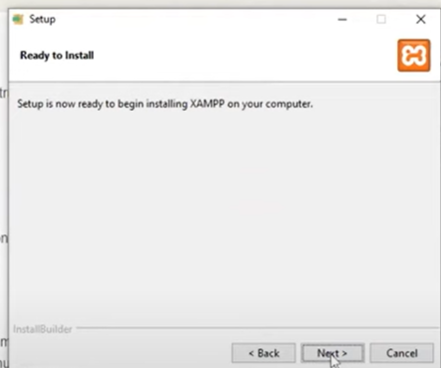 Setup
Ready to Install
Setup is now ready to begin installing XAMPP on your computer.
InstallBuilder
< Back
Next >
Cancel